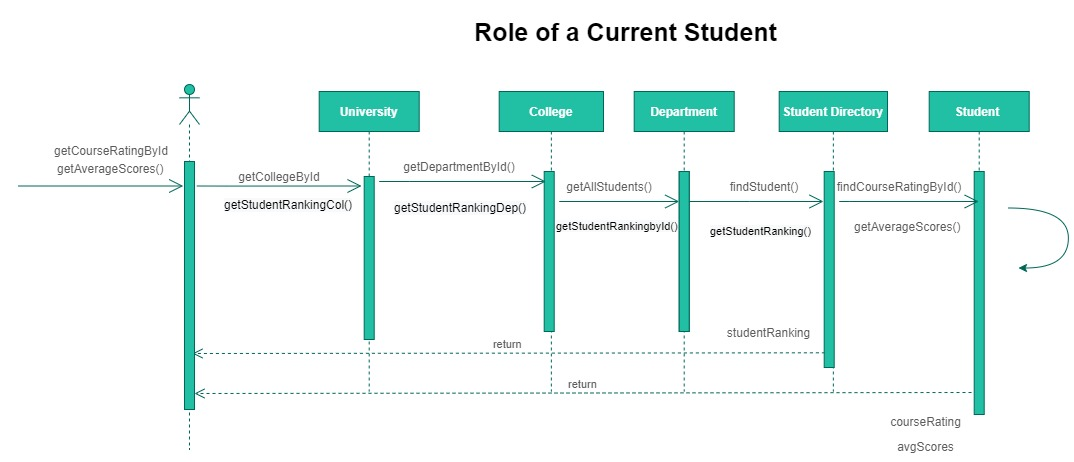 Role of a Current Student
University
College
Department
Student Directory
Student
getCourseRatingById
getAverageScores()
getCollegeById
getStudentRankingCol()
getDepartmentById()
getStudentRankingDep()
getAllStudents()
getStudentRankingbyId()
findStudent()
getStudentRanking()
findCourseRatingById()
getAverageScores()
studentRanking
return
return
courseRating
avgScores